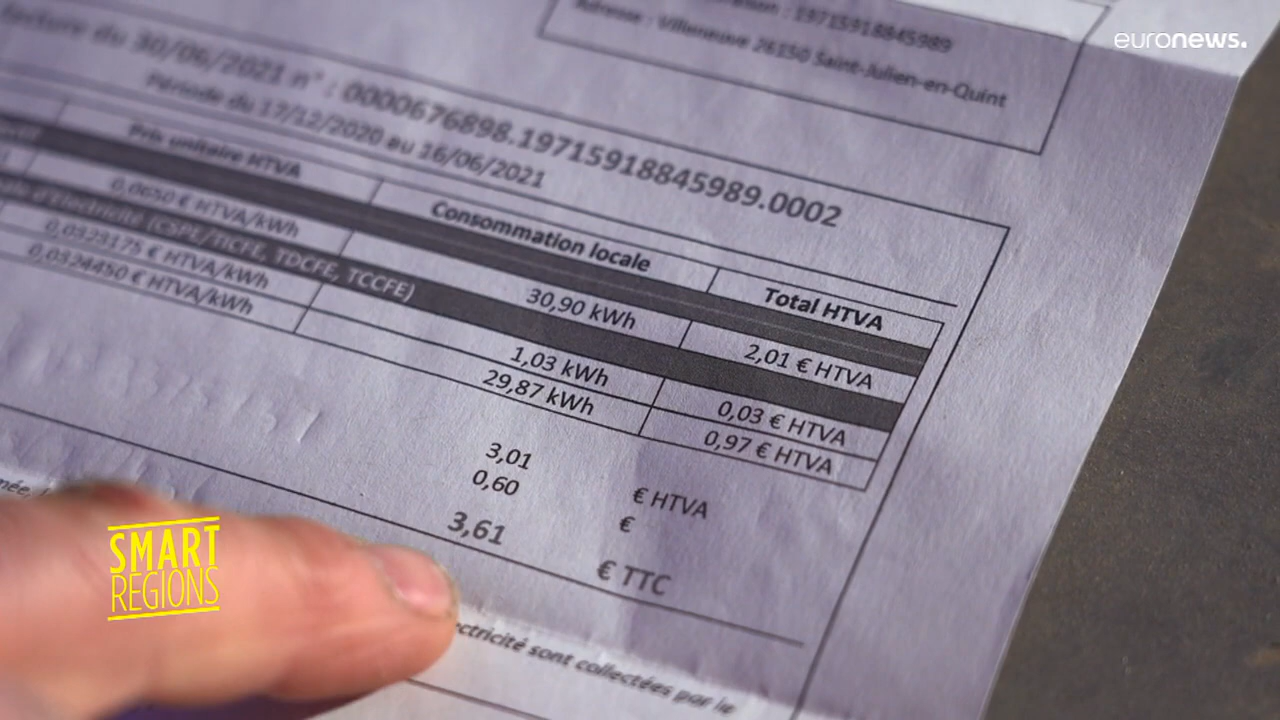 euronews.
raison : 19715918845989
Adresse : Villeneuve 26150 Saint-Julien-en-Quint
facture du 30/06/2021 n° : 0000676898.19715918845989.0002
Période du 17/12/2020 au 16/06/2021
Prix unitaire HTVA Consommation locale Total HTVA
0,0650 € HTVA/kWh 30,90 kWh 2,01 € HTVA
d'électricité (CSPE/TICFE, TDCFE, TCCFE)
0,0323175 € HTVA/kWh 1,03 kWh 0,03 € HTVA
0,0324450 € HTVA/kWh 29,87 kWh 0,97 € HTVA
3,01 € HTVA
0,60 €
3,61 € TTC
ectricité sont collectées par le
SMART
REGIONS